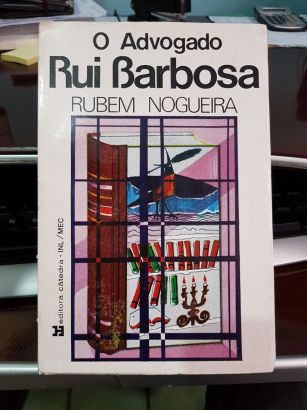 O Advogado
Rui Barbosa
RUBEM NOGUEIRA
editora cátedra - INL/MEC